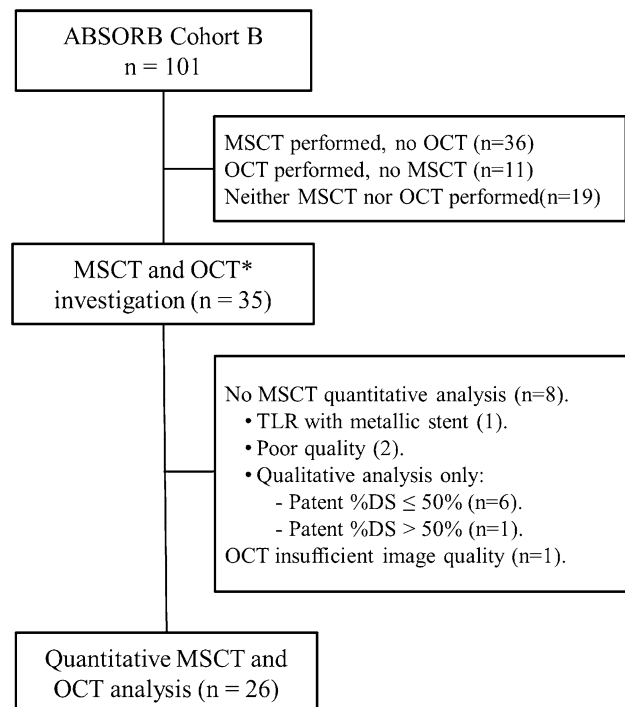 ABSORB Cohort B
n = 101
MSCT performed, no OCT (n=36)
OCT performed, no MSCT (n=11)
Neither MSCT nor OCT performed(n=19)
MSCT and OCT*
investigation (n = 35)
No MSCT quantitative analysis (n=8).
• TLR with metallic stent (1).
• Poor quality (2).
• Qualitative analysis only:
- Patent %DS ≤ 50% (n=6).
- Patent %DS > 50% (n=1).
OCT insufficient image quality (n=1).
Quantitative MSCT and
OCT analysis (n = 26)